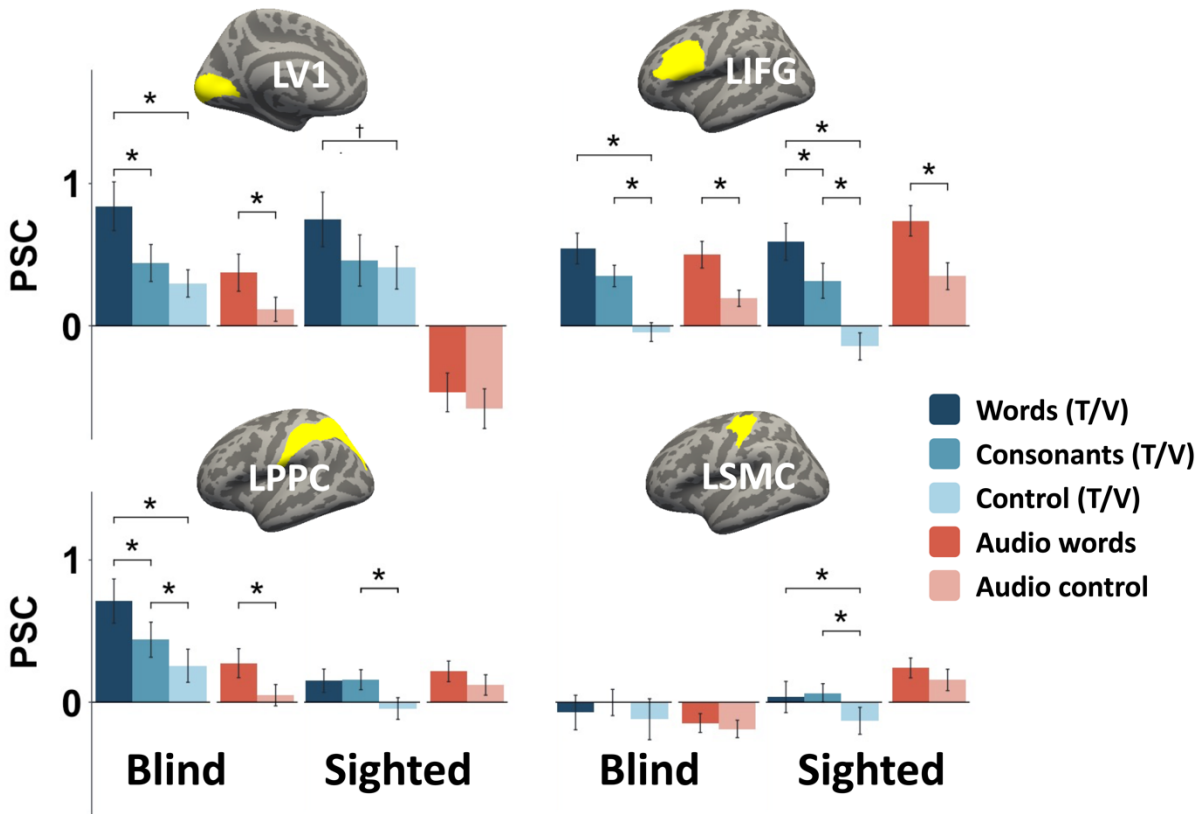 LV1
LIFG
*
*
*
†
*
*
*
*
*
*
*
PSC
1
0
LPPC
LSMC
Words (T/V)
Consonants (T/V)
Control (T/V)
Audio words
Audio control
*
*
*
*
*
*
*
PSC
1
0
Blind
Sighted
Blind
Sighted